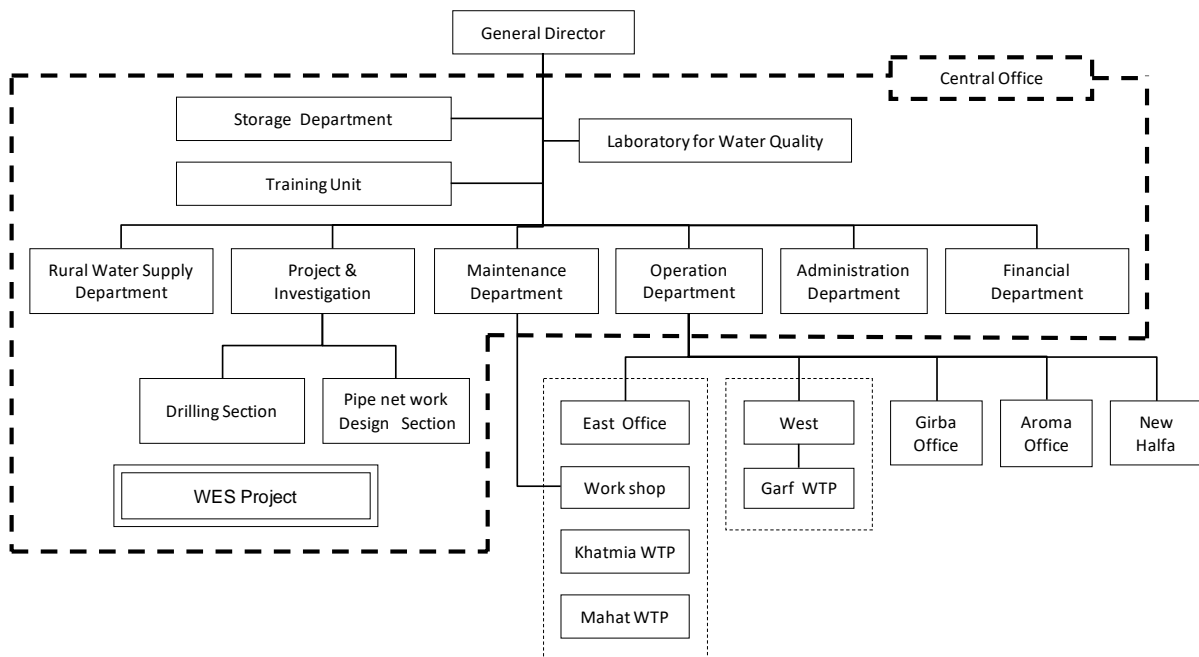 General Director
Central Office
Storage Department
Laboratory for Water Quality
Training Unit
Rural Water Supply
Department
Project &
Investigation
Maintenance
Department
Operation
Department
Administration
Department
Financial
Department
Drilling Section
Pipe net work
Design Section
East Office
West
Girba
Office
Aroma
Office
New
Halfa
WES Project
Work shop
Garf WTP
Khatmia WTP
Mahat WTP